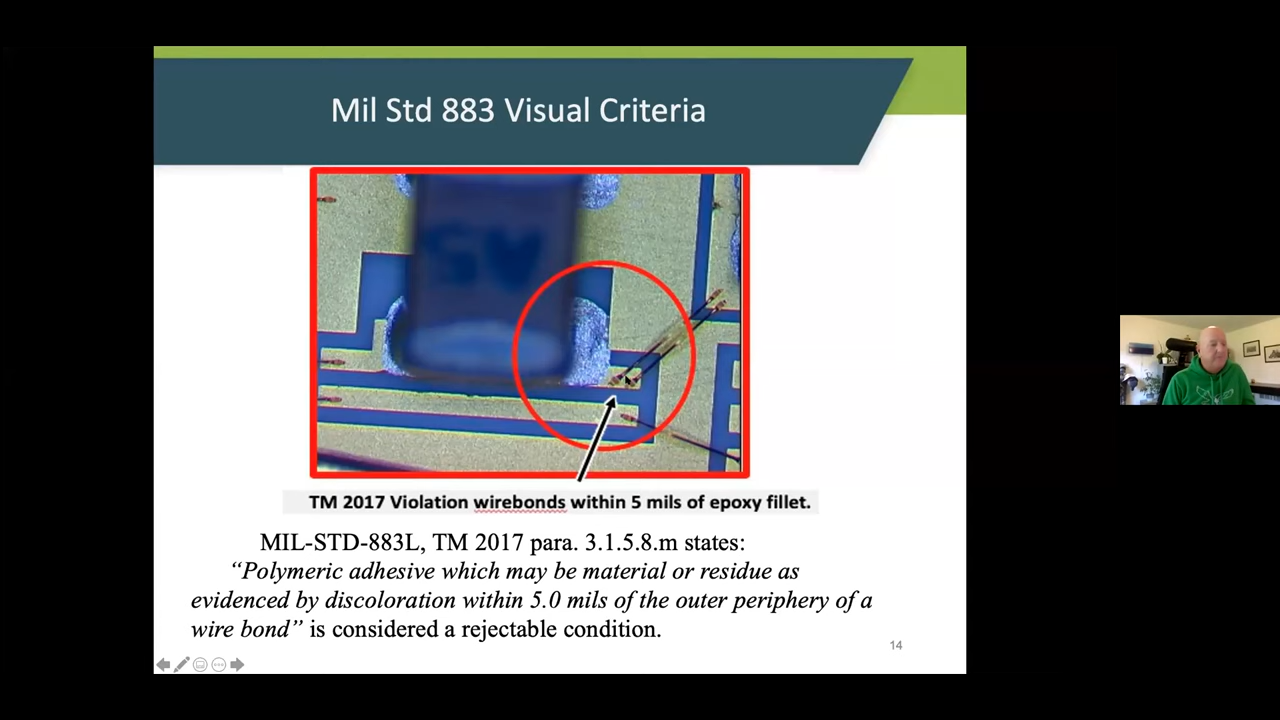 Mil Std 883 Visual Criteria
TM 2017 Violation wirebonds within 5 mils of epoxy fillet.
MIL-STD-883L, TM 2017 para. 3.1.5.8.m states:
“Polymeric adhesive which may be material or residue as
evidenced by discoloration within 5.0 mils of the outer periphery of a
wire bond” is considered a rejectable condition.
14